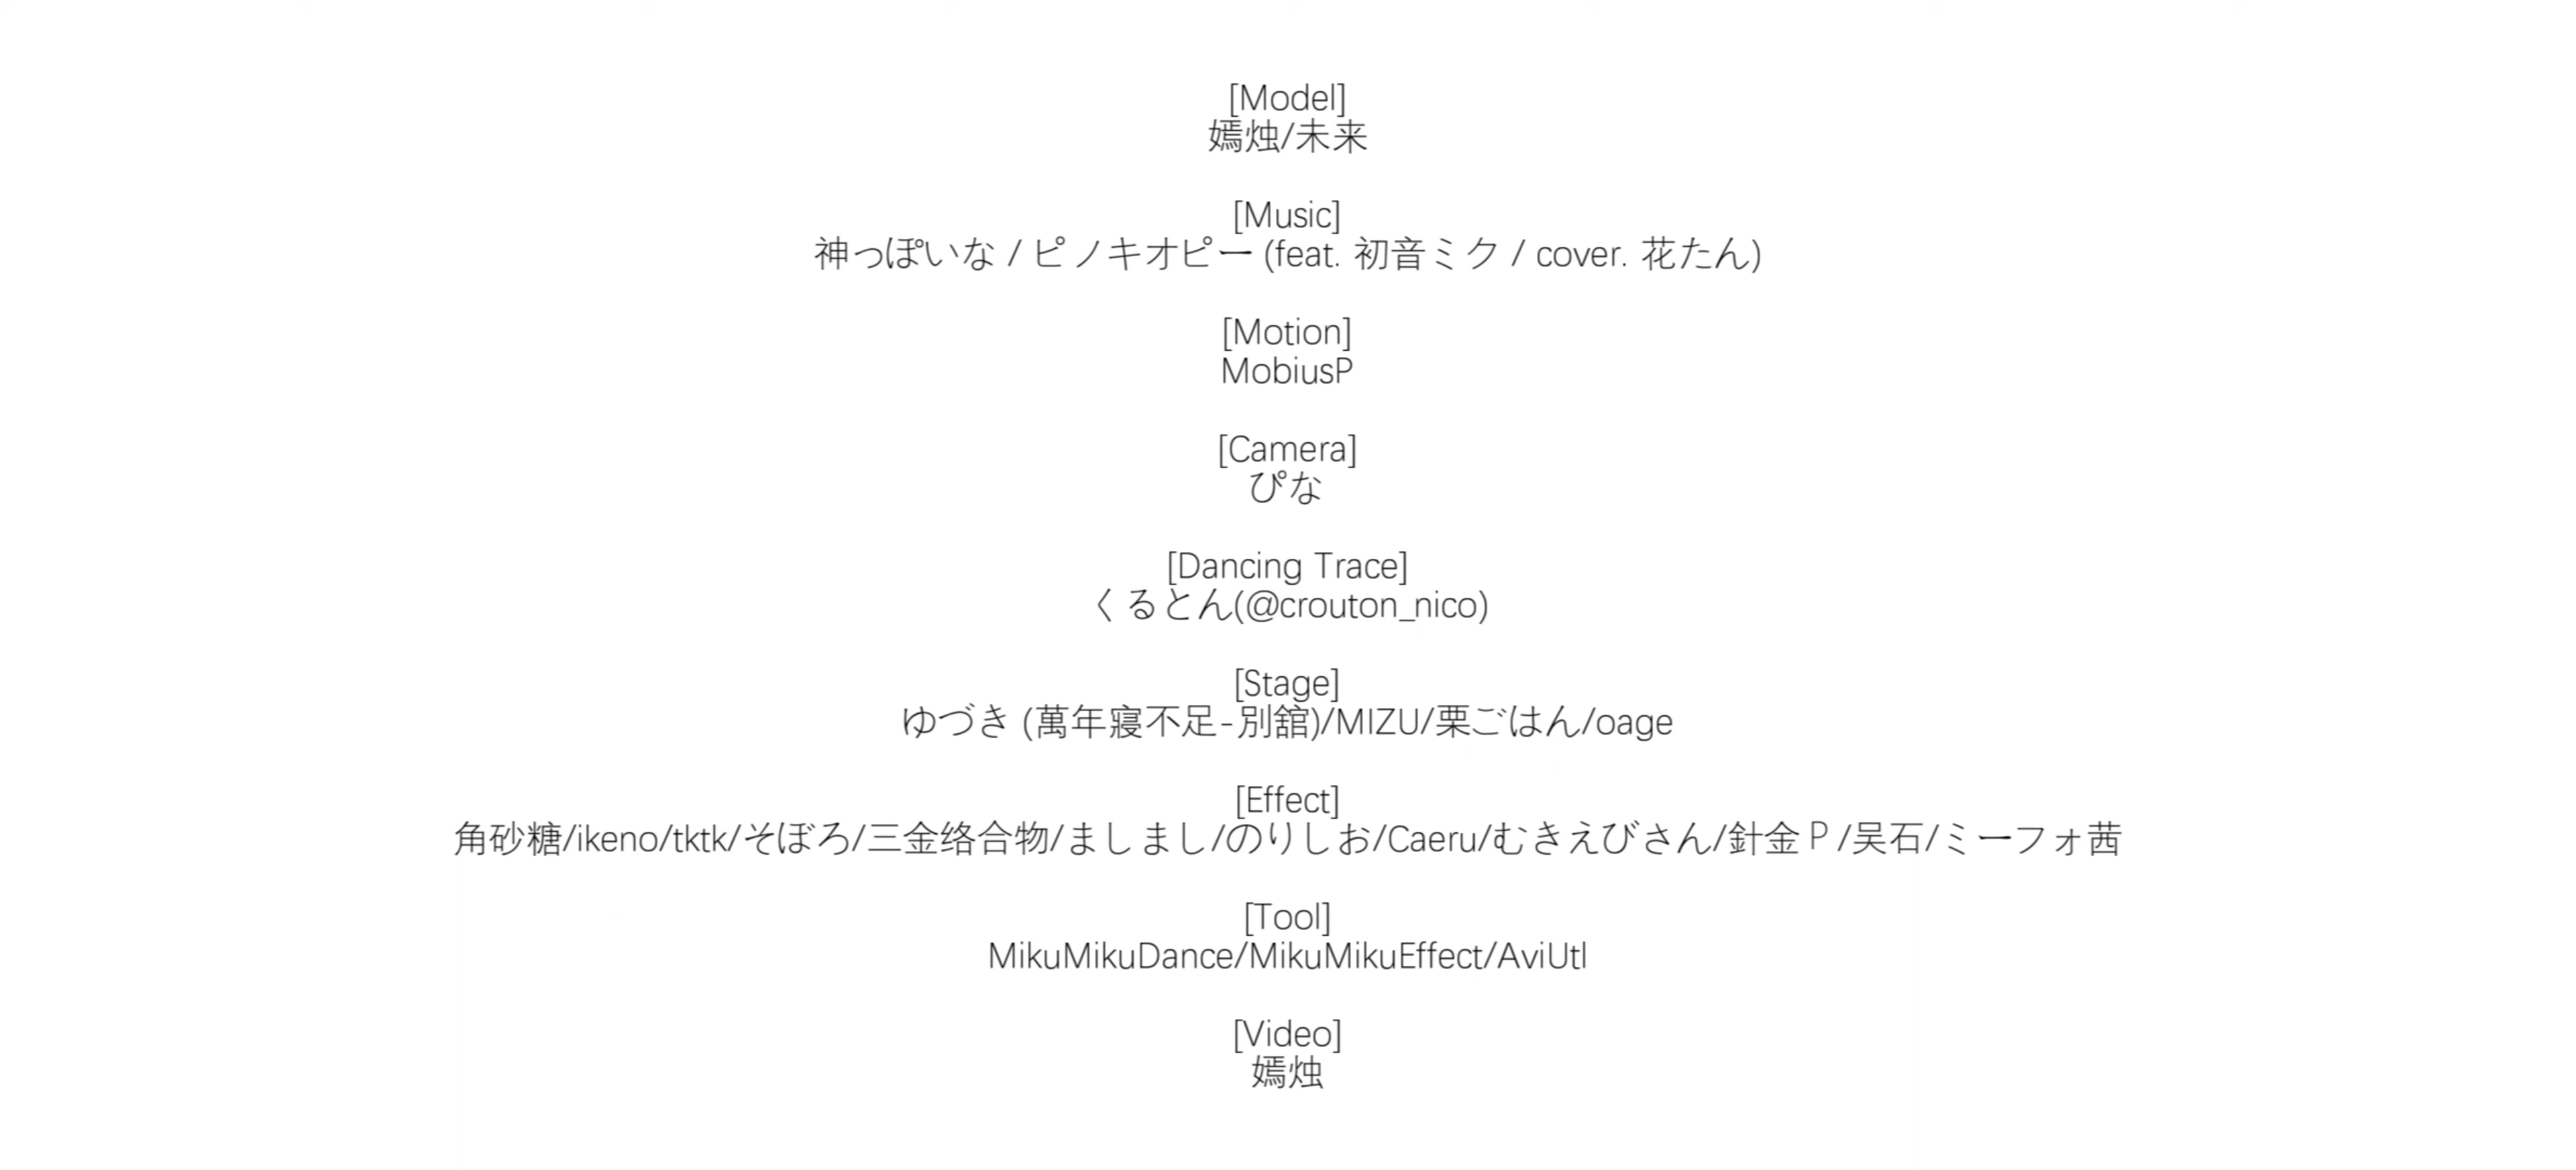 [Model]
嫣烛/未来
[Music]
神っぽいな / ピノキオピー (feat. 初音ミク / cover. 花たん)
[Motion]
MobiusP
[Camera]
ぴな
[Dancing Trace]
くるとん(@crouton_nico)
[Stage]
ゆづき (萬年寢不足-別舘)/MIZU/栗ごはん/oage
[Effect]
角砂糖/ikeno/tktk/そぼろ/三金络合物/ましまし/のりしお/Caeru/むきえびさん/針金Ｐ/吴石/ミーフォ茜
[Tool]
MikuMikuDance/MikuMikuEffect/AviUtl
[Video]
嫣烛